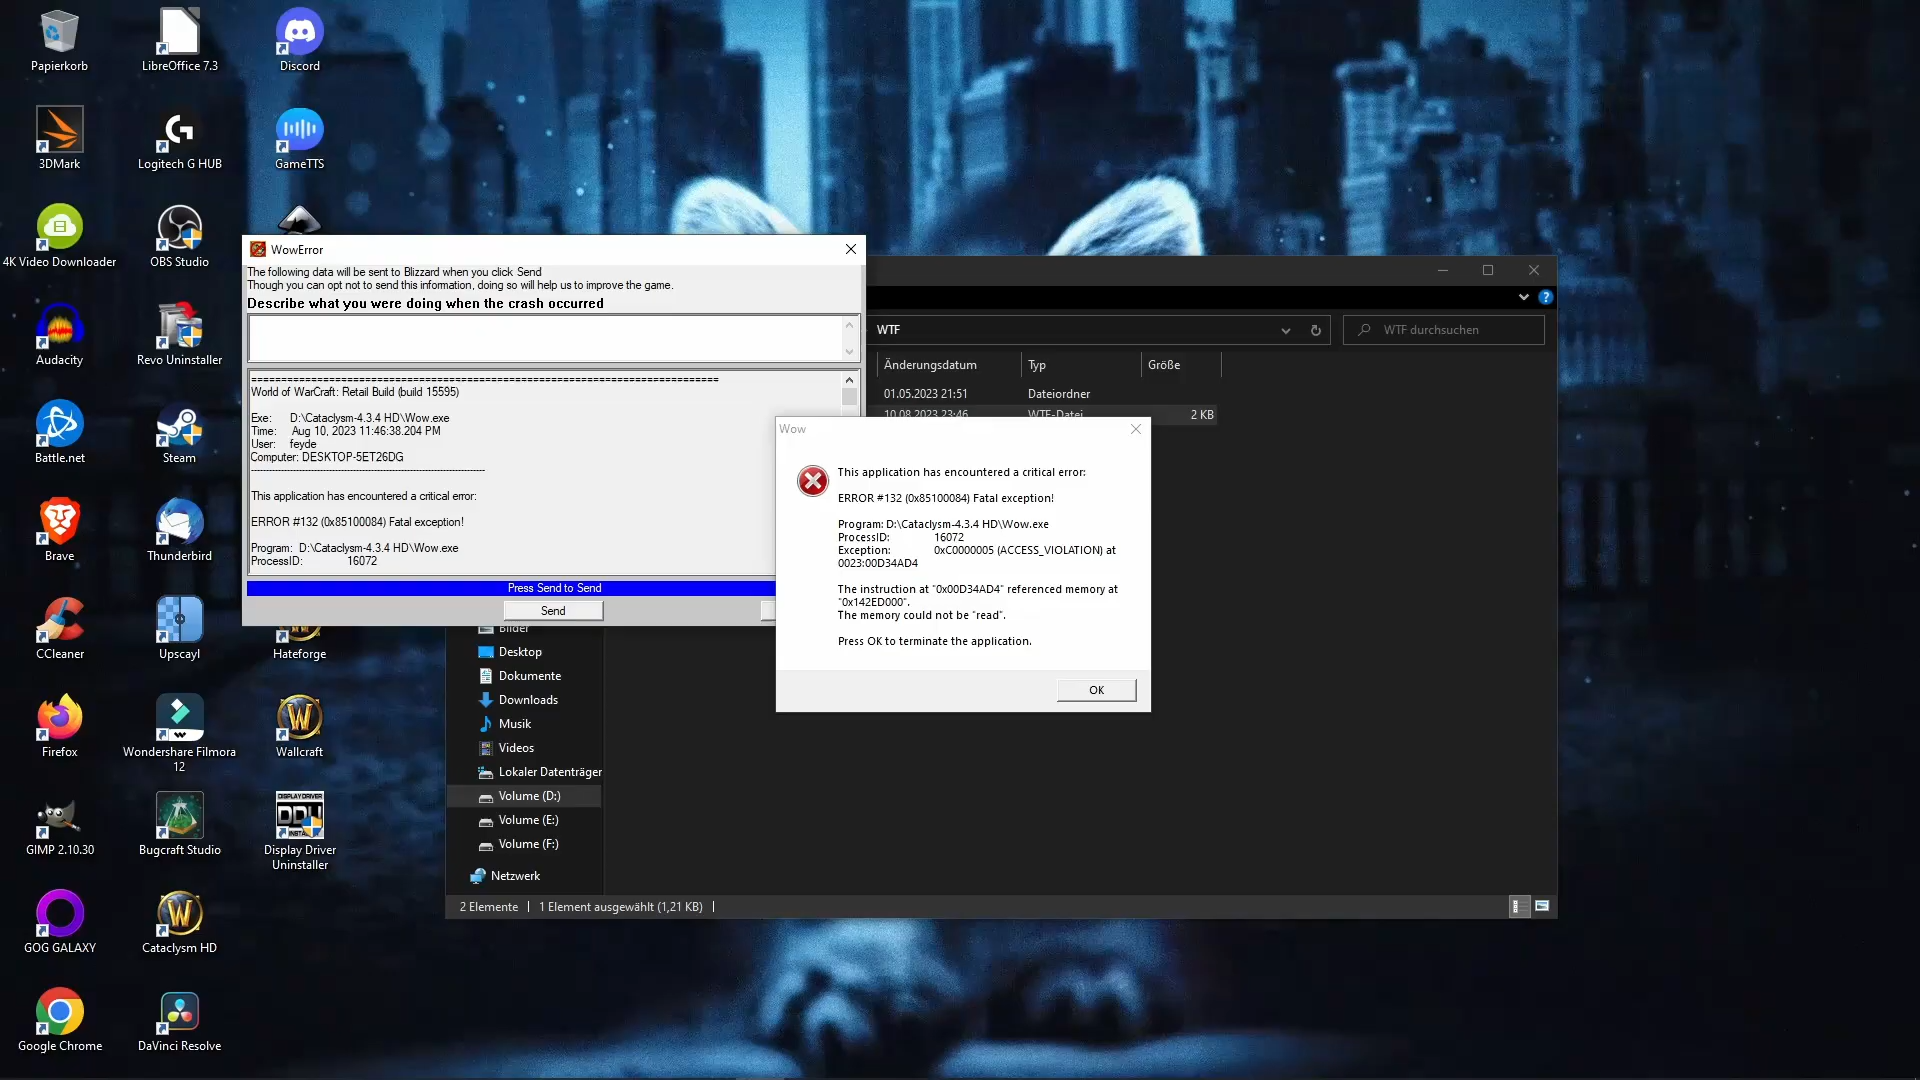 Papierkorb
LibreOffice 7.3
Discord
3DMark
Logitech G HUB
GameTTS
4K Video Downloader
OBS Studio
Audacity
Revo Uninstaller
Battle.net
Steam
Brave
Thunderbird
CCleaner
Upscayl
Hateforge
Firefox
Wondershare Filmora
12
Wallcraft
GIMP 2.10.30
Bugcraft Studio
DISPLAY DRIVER
DDU
Display Driver
Uninstaller
GOG GALAXY
Cataclysm HD
Google Chrome
DaVinci Resolve
WowError
The following data will be sent to Blizzard when you click Send
Though you can opt not to send this information, doing so will help us to improve the game.
Describe what you were doing when the crash occurred
==============================================================================
World of WarCraft: Retail Build (build 15595)
Exe: D:\Cataclysm-4.3.4 HD\Wow.exe
Time: Aug 10, 2023 11:46:38.204 PM
User: feyde
Computer: DESKTOP-5ET26DG
------------------------------------------------------------------------------
This application has encountered a critical error:
ERROR #132 (0x85100084) Fatal exception!
Program: D:\Cataclysm-4.3.4 HD\Wow.exe
ProcessID: 16072
Press Send to Send
Send
WTF
WTF durchsuchen
Änderungsdatum Typ Größe
01.05.2023 21:51 Dateiordner
10.08.2023 23:46 WTF-Datei 2 KB
Wow
This application has encountered a critical error:
ERROR #132 (0x85100084) Fatal exception!
Program: D:\Cataclysm-4.3.4 HD\Wow.exe
ProcessID: 16072
Exception: 0xC0000005 (ACCESS_VIOLATION) at
0023:00D34AD4
The instruction at "0x00D34AD4" referenced memory at
"0x142ED000".
The memory could not be "read".
Press OK to terminate the application.
OK
Bilder
Desktop
Dokumente
Downloads
Musik
Videos
Lokaler Datenträger
Volume (D:)
Volume (E:)
Volume (F:)
Netzwerk
2 Elemente
1 Element ausgewählt (1,21 KB)